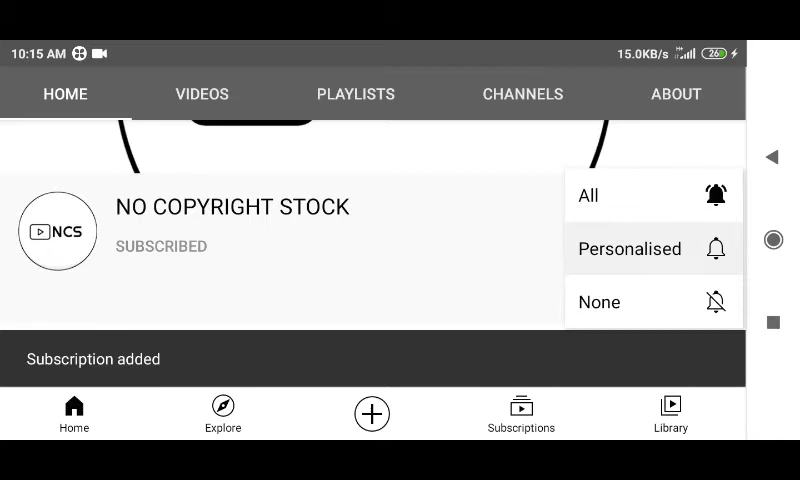 10:15 AM 15.0KB/s H+ 26
HOME VIDEOS PLAYLISTS CHANNELS ABOUT
NCS
NO COPYRIGHT STOCK
SUBSCRIBED
All
Personalised
None
Subscription added
Home Explore Subscriptions Library